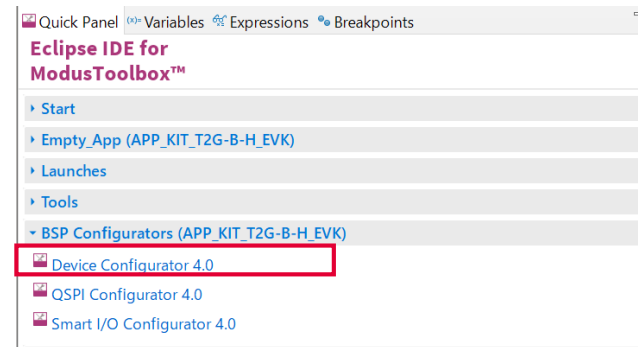 Quick Panel (x)= Variables Expressions Breakpoints
Eclipse IDE for
ModusToolbox™
Start
Empty_App (APP_KIT_T2G-B-H_EVK)
Launches
Tools
BSP Configurators (APP_KIT_T2G-B-H_EVK)
Device Configurator 4.0
QSPI Configurator 4.0
Smart I/O Configurator 4.0